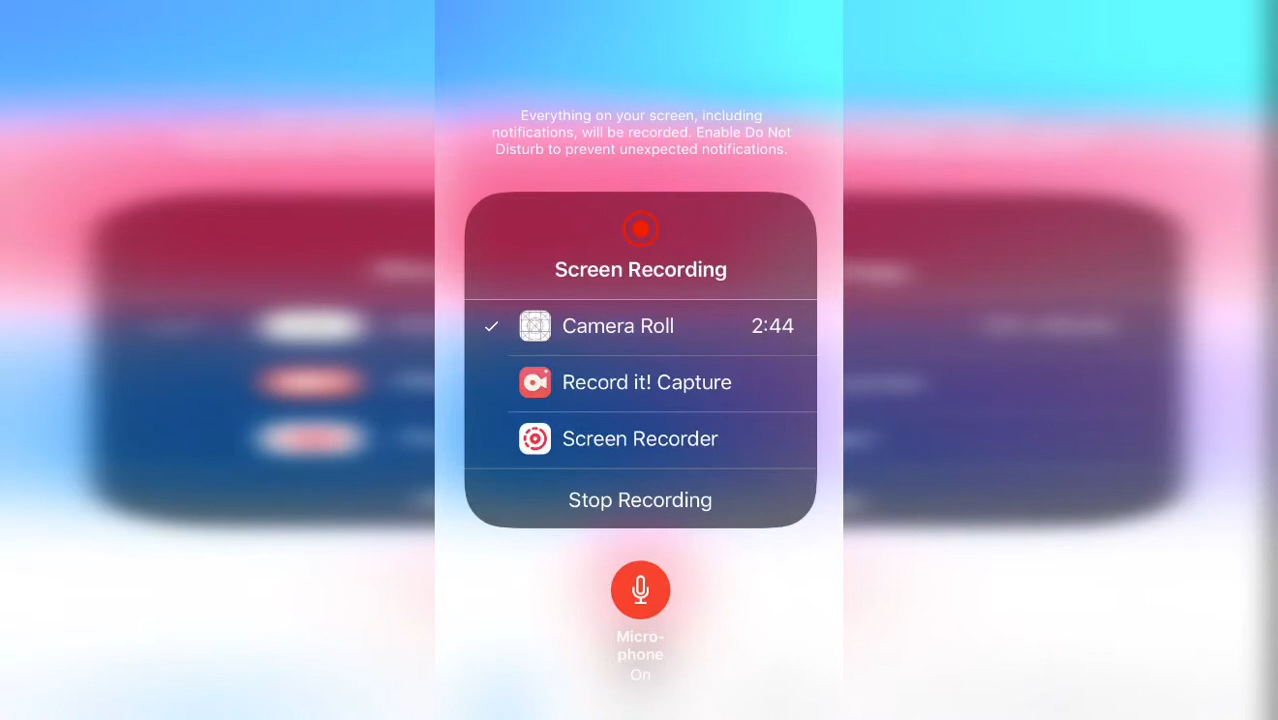 Everything on your screen, including
notifications, will be recorded. Enable Do Not
Disturb to prevent unexpected notifications.
Screen Recording
Camera Roll 2:44
Record it! Capture
Screen Recorder
Stop Recording
Micro-
phone
On